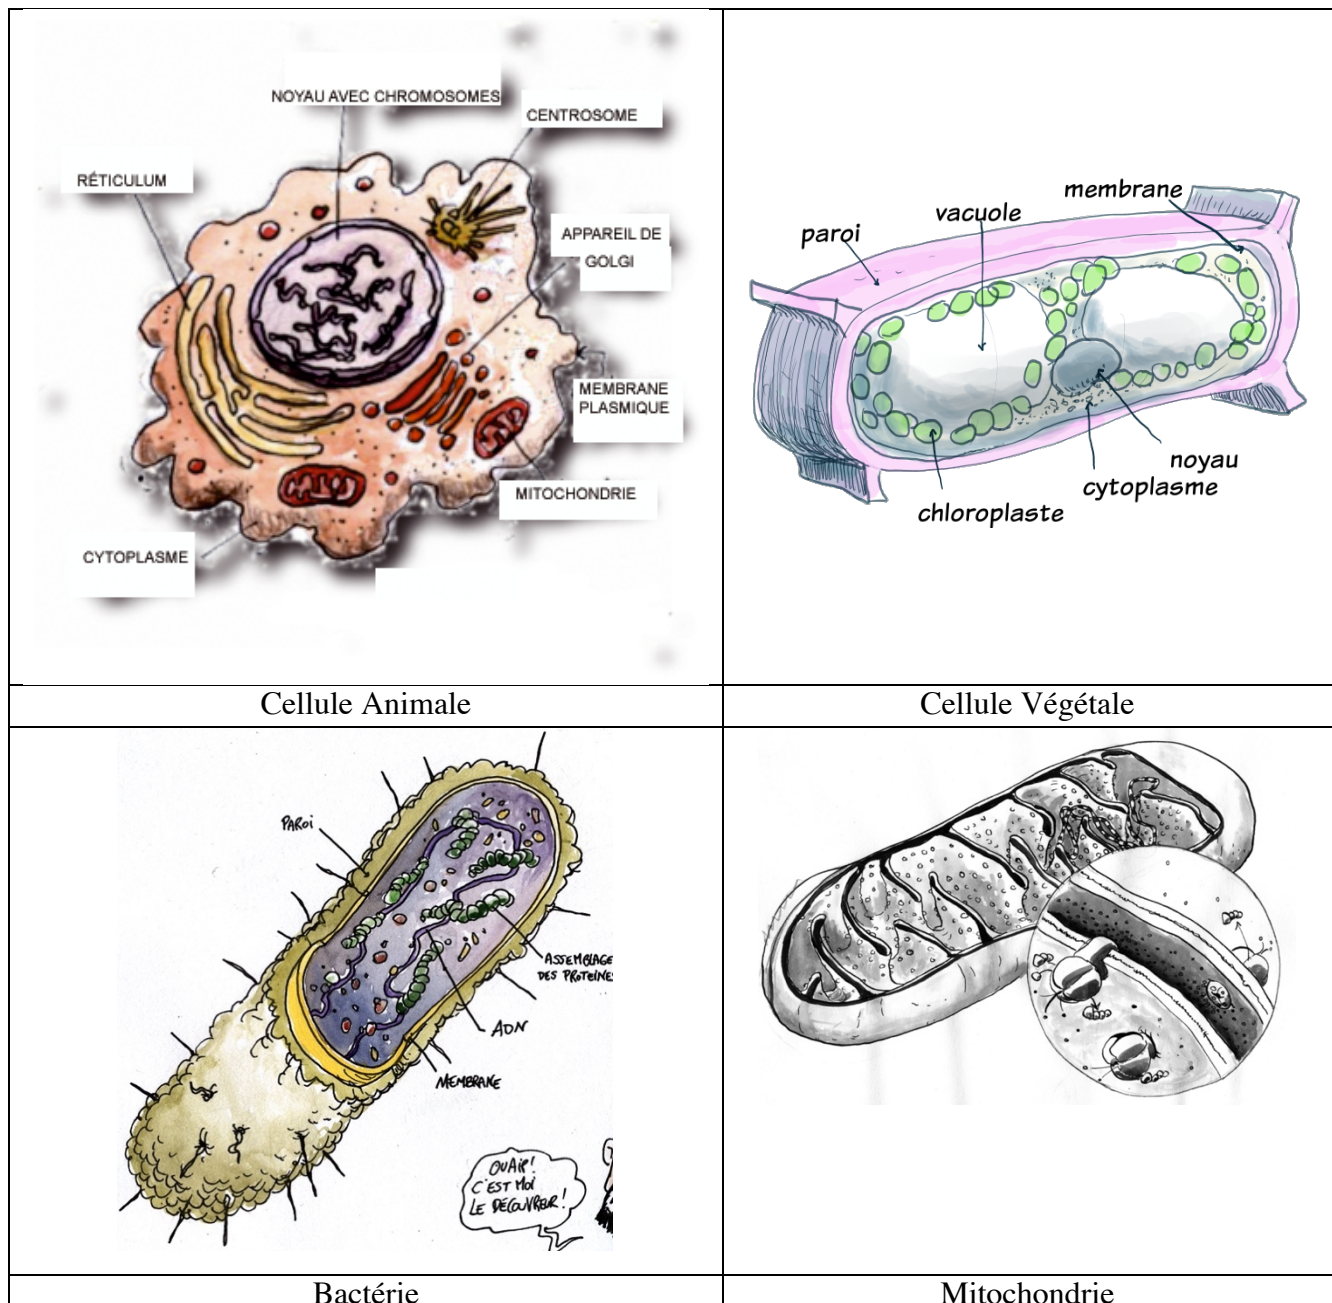 NOYAU AVEC CHROMOSOMES
CENTROSOME
RÉTICULUM
APPAREIL DE
GOLGI
MEMBRANE
PLASMIQUE
MITOCHONDRIE
CYTOPLASME
membrane
vacuole
paroi
noyau
cytoplasme
chloroplaste
Cellule Animale
Cellule Végétale
PAROi
ASSEMBLAGE
DES PROTEINES
ADN
MEMBRANE
OUAIP!
C'EST MOI
LE DÉCOUVREUR!
Bactérie
Mitochondrie